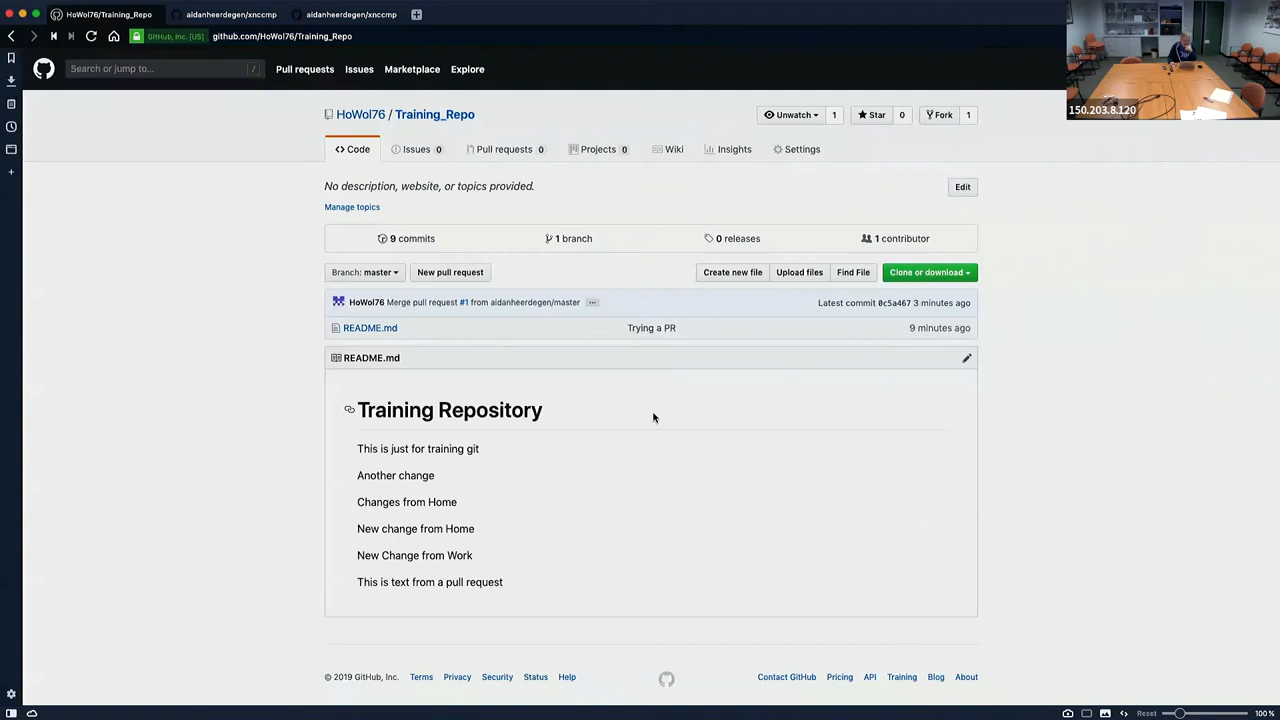 HoWol76/Training_Repo
aidanheerdegen/xnccmp
aidanheerdegen/xnccmp
GitHub, Inc. [US]
github.com/HoWol76/Training_Repo
150.203.8.120
Search or jump to...
/
Pull requests
Issues
Marketplace
Explore
HoWol76 / Training_Repo
Unwatch 1
Star 0
Fork 1
Code
Issues 0
Pull requests 0
Projects 0
Wiki
Insights
Settings
No description, website, or topics provided.
Edit
Manage topics
9 commits
1 branch
0 releases
1 contributor
Branch: master
New pull request
Create new file
Upload files
Find File
Clone or download
HoWol76 Merge pull request #1 from aidanheerdegen/master ...
Latest commit 0c5a467 3 minutes ago
README.md
Trying a PR
9 minutes ago
README.md
Training Repository
This is just for training git
Another change
Changes from Home
New change from Home
New Change from Work
This is text from a pull request
© 2019 GitHub, Inc.
Terms
Privacy
Security
Status
Help
Contact GitHub
Pricing
API
Training
Blog
About
Reset
100 %